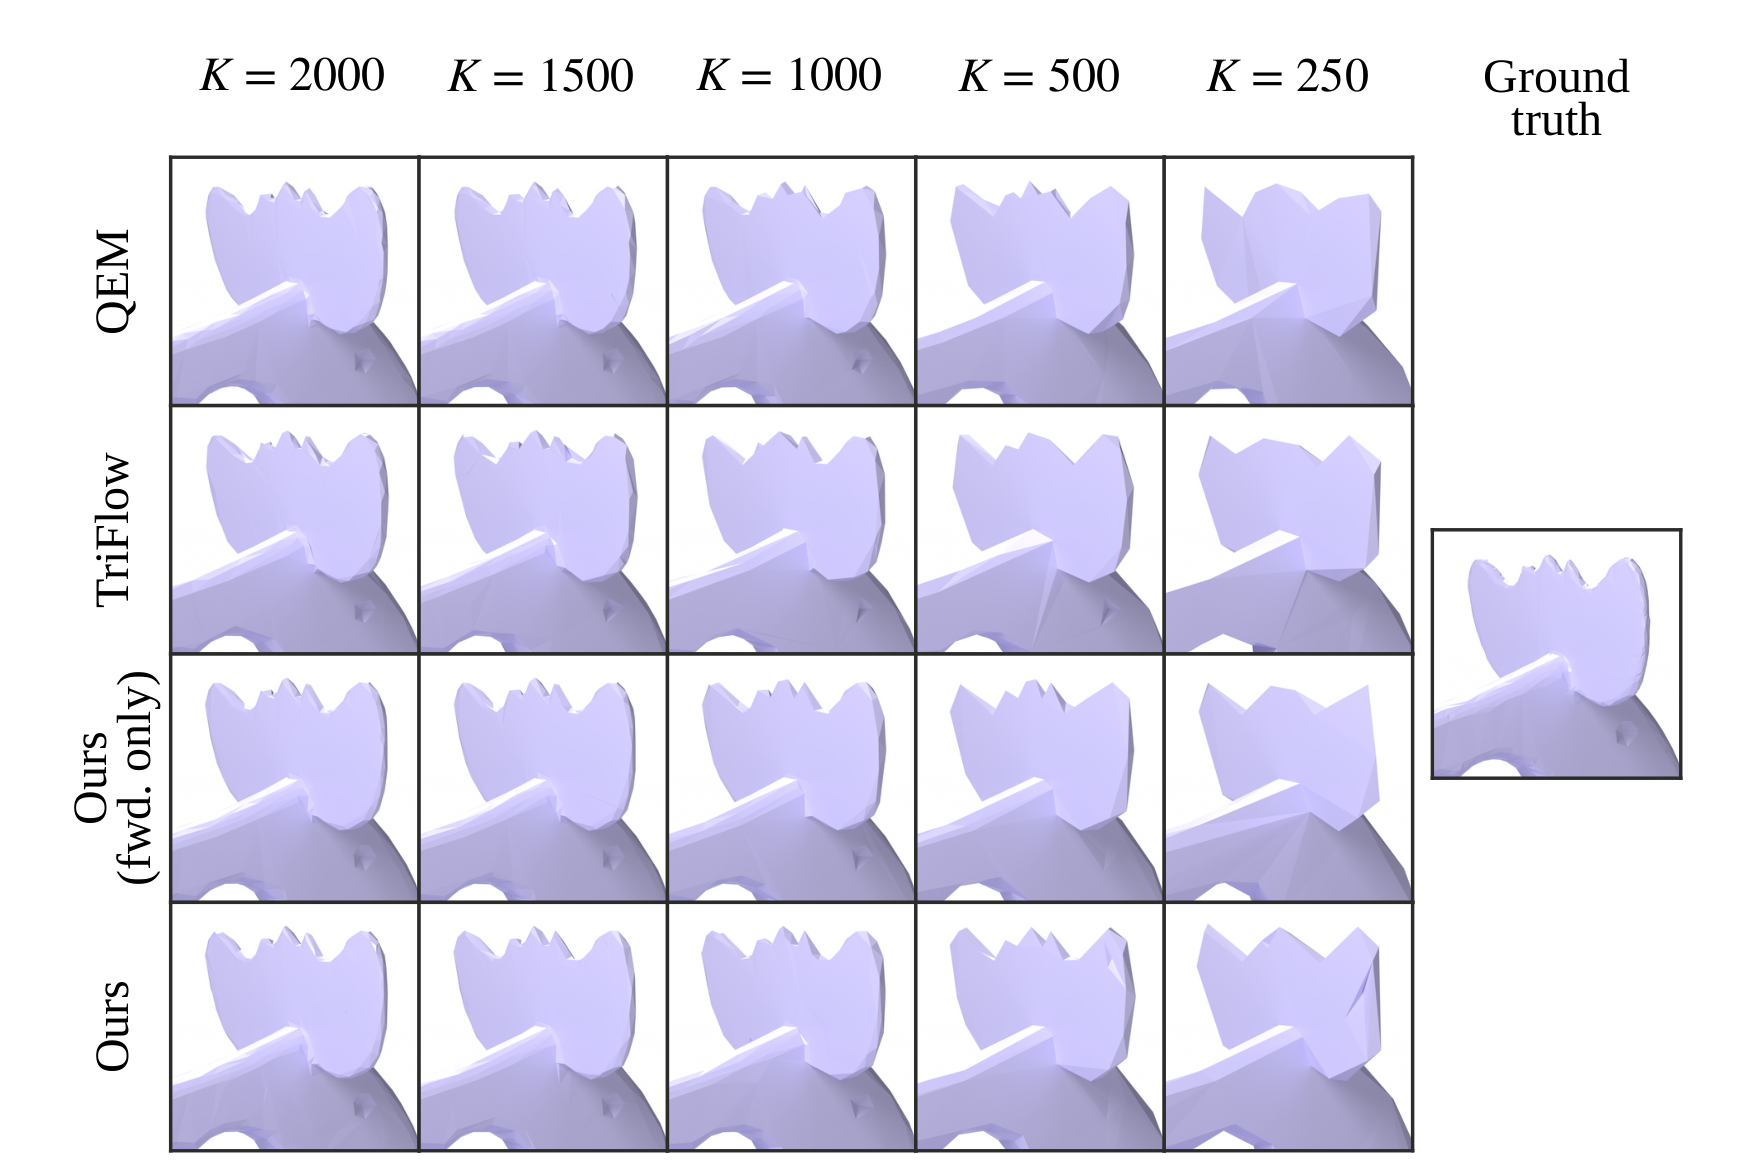 K = 2000
K = 1500
K = 1000
K = 500
K = 250
Ground
truth
QEM
TriFlow
Ours
(fwd. only)
Ours